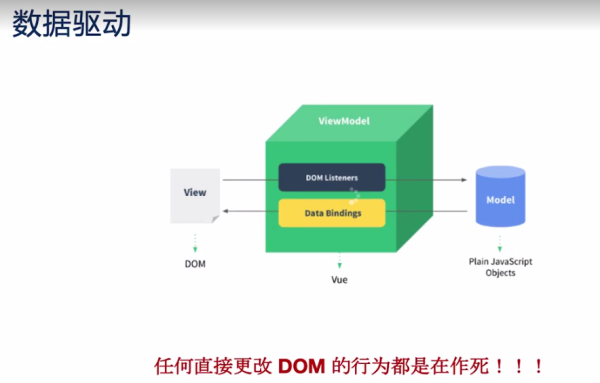 数据驱动
ViewModel
DOM Listeners
View
Model
Data Bindings
DOM
Vue
Plain JavaScript
Objects
任何直接更改 DOM 的行为都是在作死！！！